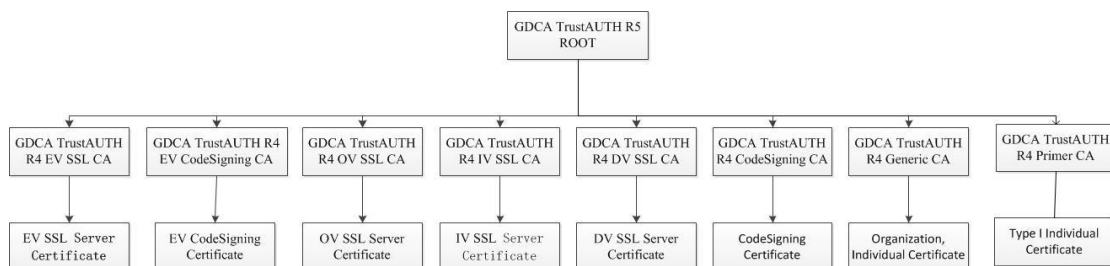 GDCA TrustAUTH R5
ROOT
GDCA TrustAUTH
R4 EV SSL CA
GDCA TrustAUTH R4
EV CodeSigning CA
GDCA TrustAUTH
R4 OV SSL CA
GDCA TrustAUTH
R4 IV SSL CA
GDCA TrustAUTH
R4 DV SSL CA
GDCA TrustAUTH
R4 CodeSigning CA
GDCA TrustAUTH
R4 Generic CA
GDCA TrustAUTH
R4 Primer CA
EV SSL Server
Certificate
EV CodeSigning
Certificate
OV SSL Server
Certificate
IV SSL Server
Certificate
DV SSL Server
Certificate
CodeSigning
Certificate
Organization,
Individual Certificate
Type I Individual
Certificate